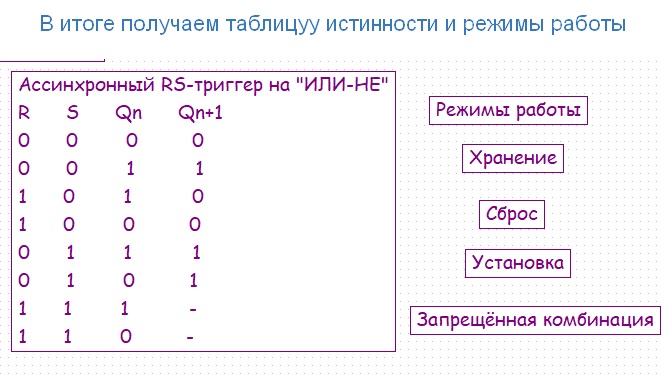 В итоге получаем таблицуу истинности и режимы работы
Ассинхронный RS-триггер на "ИЛИ-НЕ"
R S Qn Qn+1
0 0 0 0
0 0 1 1
1 0 1 0
1 0 0 0
0 1 1 1
0 1 0 1
1 1 1 -
1 1 0 -
Режимы работы
Хранение
Сброс
Установка
Запрещённая комбинация